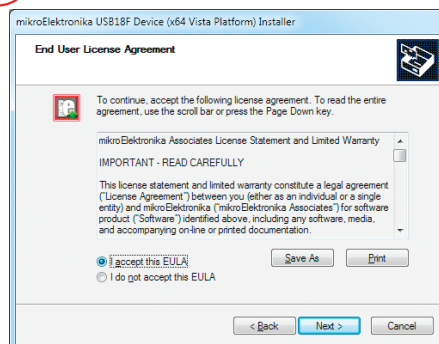 mikroElektronika USB18F Device (x64 Vista Platform) Installer
End User License Agreement
To continue, accept the following license agreement. To read the entire
agreement, use the scroll bar or press the Page Down key.
mikroElektronika Associates License Statement and Limited Warranty
IMPORTANT - READ CAREFULLY
This license statement and limited warranty constitute a legal agreement
("License Agreement") between you (either as an individual or a single
entity) and mikroElektronika ("mikroElektronika Associates") for software
product ("Software") identified above, including any software, media,
and accompanying on-line or printed documentation.
I accept this EULA
Save As
Print
I do not accept this EULA
< Back
Next >
Cancel